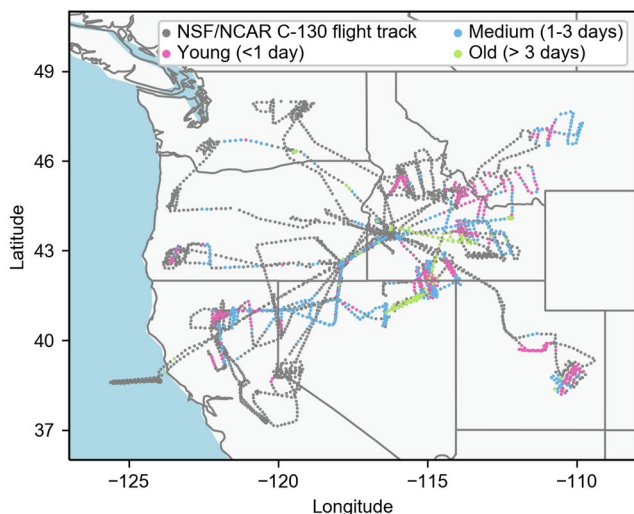 NSF/NCAR C-130 flight track
Medium (1-3 days)
Young (<1 day)
Old (> 3 days)
49
46
43
40
37
Latitude
−125
−120
−115
−110
Longitude